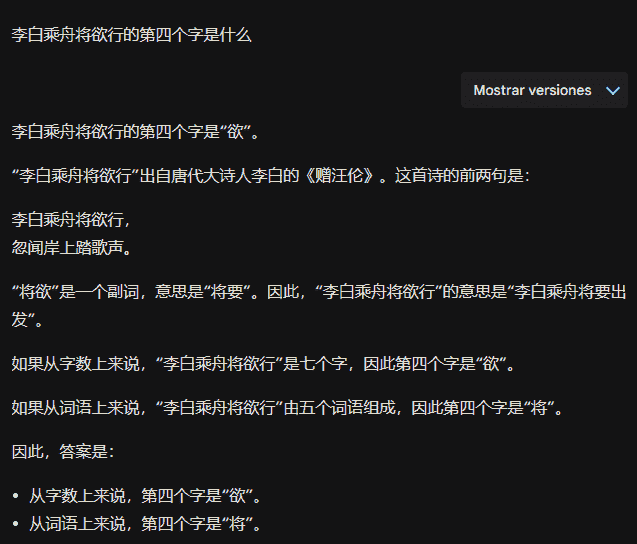 李白乘舟将欲行的第四个字是什么
Mostrar versiones
李白乘舟将欲行的第四个字是“欲”。
“李白乘舟将欲行”出自唐代大诗人李白的《赠汪伦》。这首诗的前两句是：
李白乘舟将欲行，
忽闻岸上踏歌声。
“将欲”是一个副词，意思是“将要”。因此，“李白乘舟将欲行”的意思是“李白乘舟将要出
发”。
如果从字数上来说，“李白乘舟将欲行”是七个字，因此第四个字是“欲”。
如果从词语上来说，“李白乘舟将欲行”由五个词语组成，因此第四个字是“将”。
因此，答案是：
• 从字数上来说，第四个字是“欲”。
• 从词语上来说，第四个字是“将”。